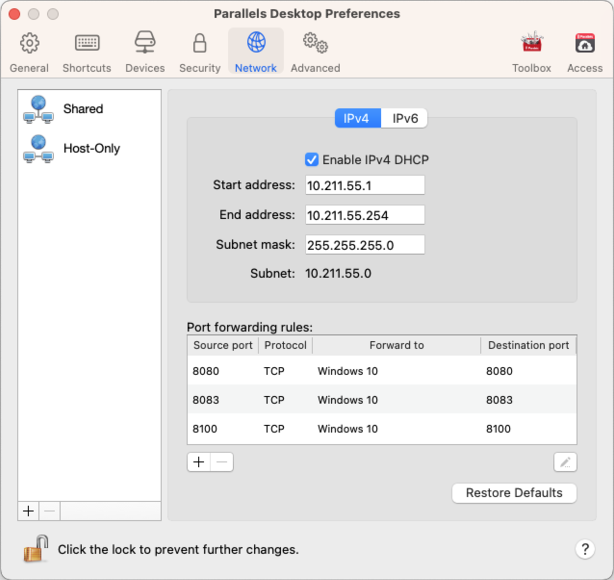 Parallels Desktop Preferences
General Shortcuts Devices Security Network Advanced Toolbox Access
Shared
Host-Only
IPv4 IPv6
Enable IPv4 DHCP
Start address: 10.211.55.1
End address: 10.211.55.254
Subnet mask: 255.255.255.0
Subnet: 10.211.55.0
Port forwarding rules:
Source port Protocol Forward to Destination port
8080 TCP Windows 10 8080
8083 TCP Windows 10 8083
8100 TCP Windows 10 8100
Restore Defaults
Click the lock to prevent further changes.
?